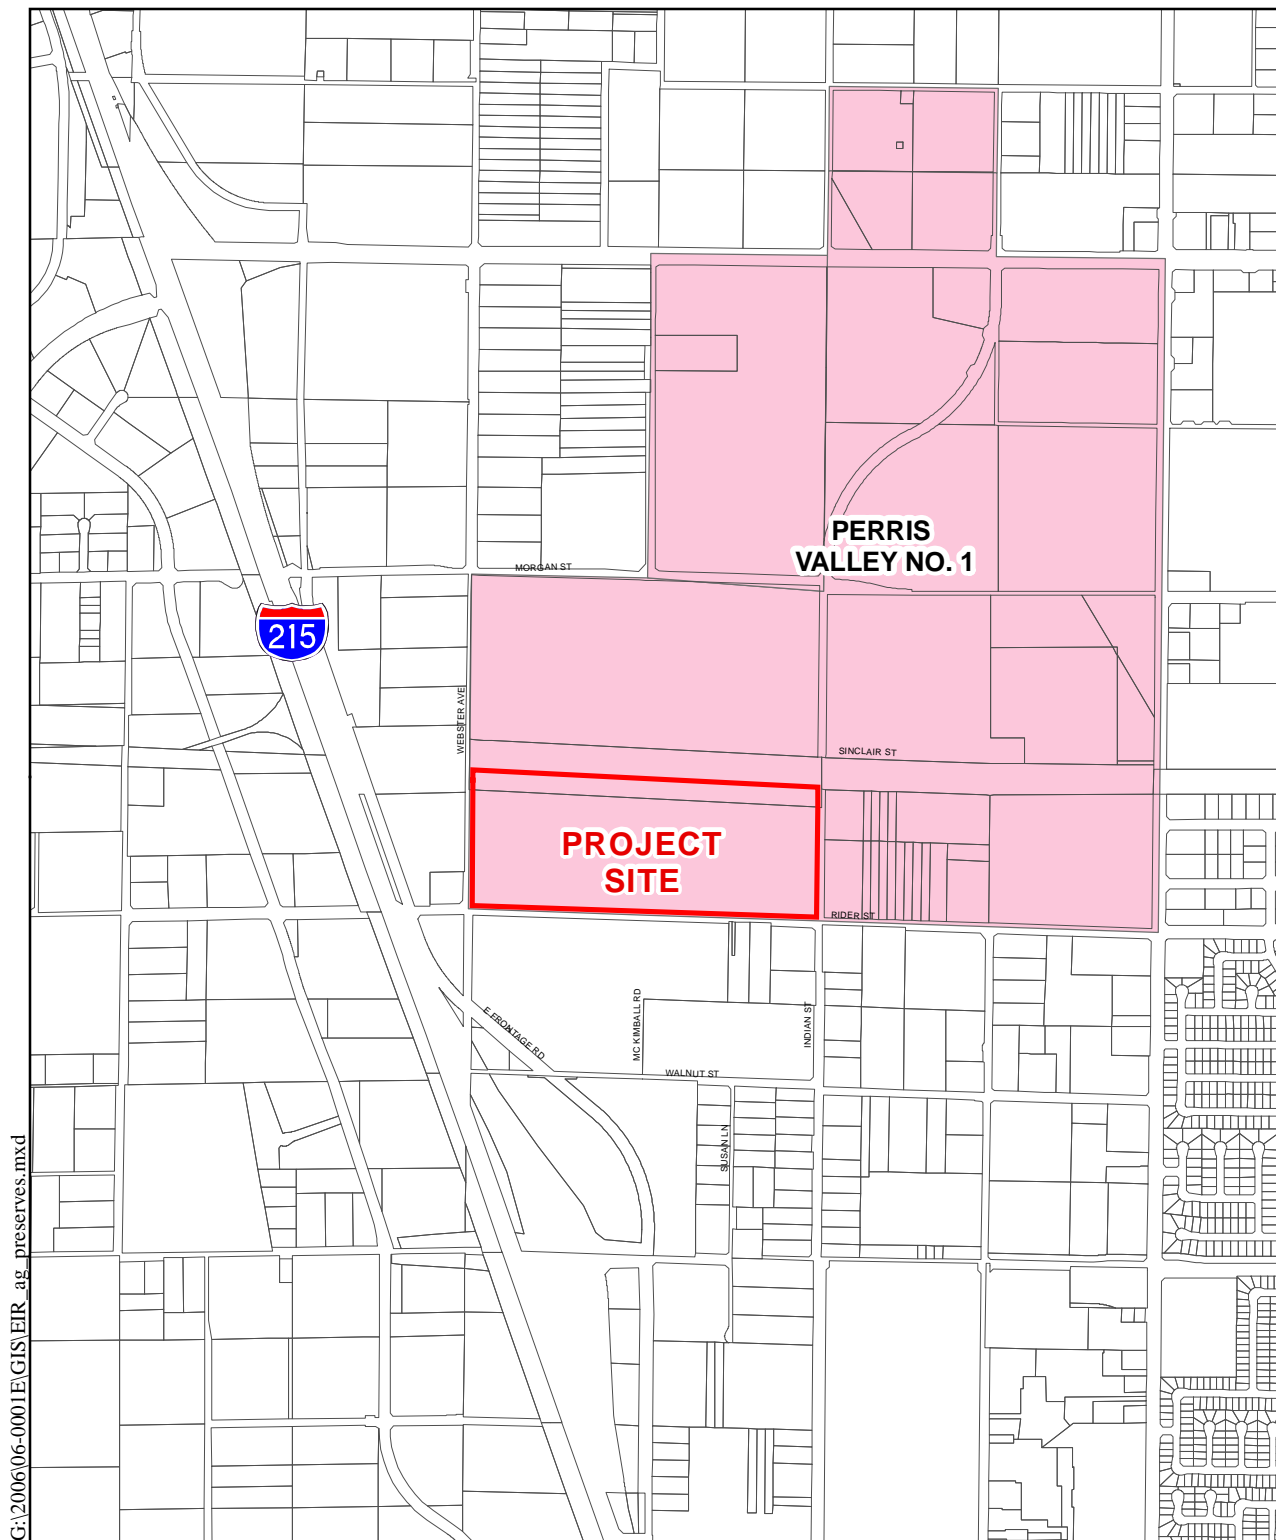 PERRIS
VALLEY NO. 1
MORGAN ST
215
WEBSTER AVE
SINCLAIR ST
PROJECT
SITE
RIDER ST
MC KIMBALL RD
INDIAN ST
E FRONTAGE RD
WALNUT ST
SUSAN LN
G:\2006\06-0001E\GIS\EIR_ag_preserves.mxd